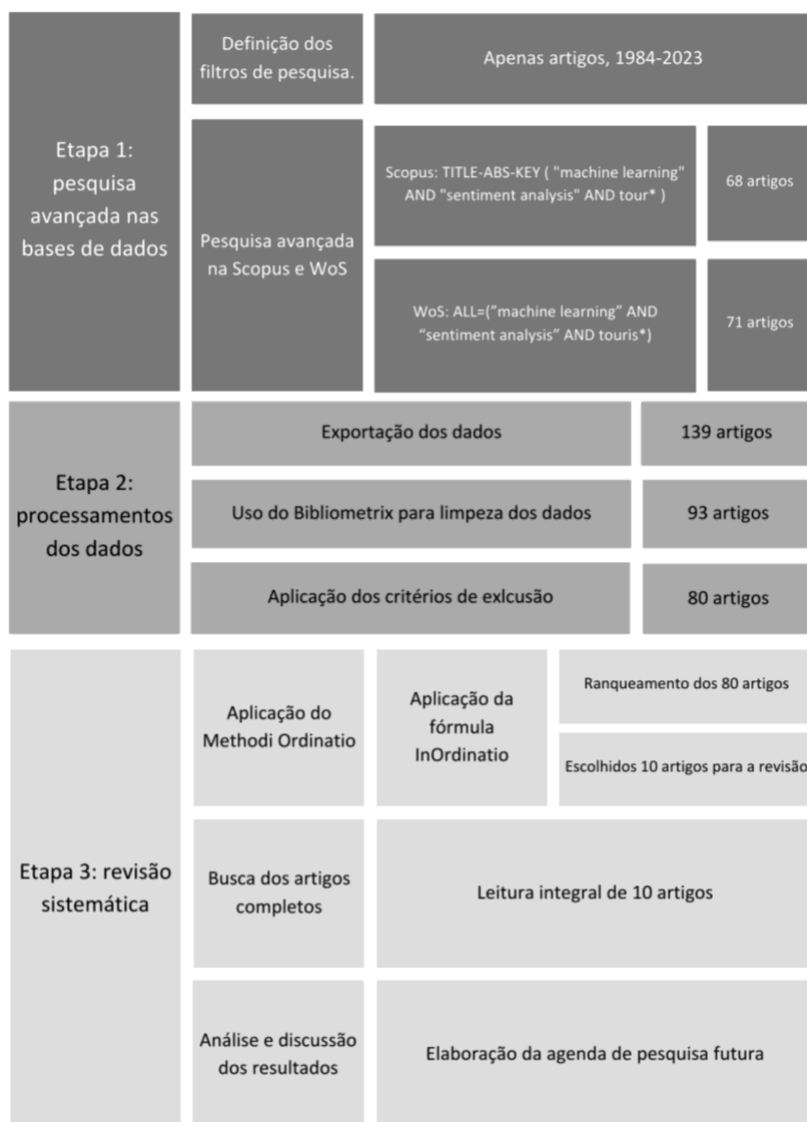 Etapa 1:
pesquisa
avançada nas
bases de dados
Definição dos
filtros de pesquisa.
Apenas artigos, 1984-2023
Pesquisa avançada
na Scopus e WoS
Scopus: TITLE-ABS-KEY ( "machine learning"
AND "sentiment analysis" AND tour* )
68 artigos
WoS: ALL=(“machine learning” AND
“sentiment analysis” AND touris*)
71 artigos
Etapa 2:
processamentos
dos dados
Exportação dos dados
139 artigos
Uso do Bibliometrix para limpeza dos dados
93 artigos
Aplicação dos critérios de exlcusão
80 artigos
Etapa 3: revisão
sistemática
Aplicação do
Methodi Ordinatio
Aplicação da
fórmula
InOrdinatio
Ranqueamento dos 80 artigos
Escolhidos 10 artigos para a revisão
Busca dos artigos
completos
Leitura integral de 10 artigos
Análise e discussão
dos resultados
Elaboração da agenda de pesquisa futura